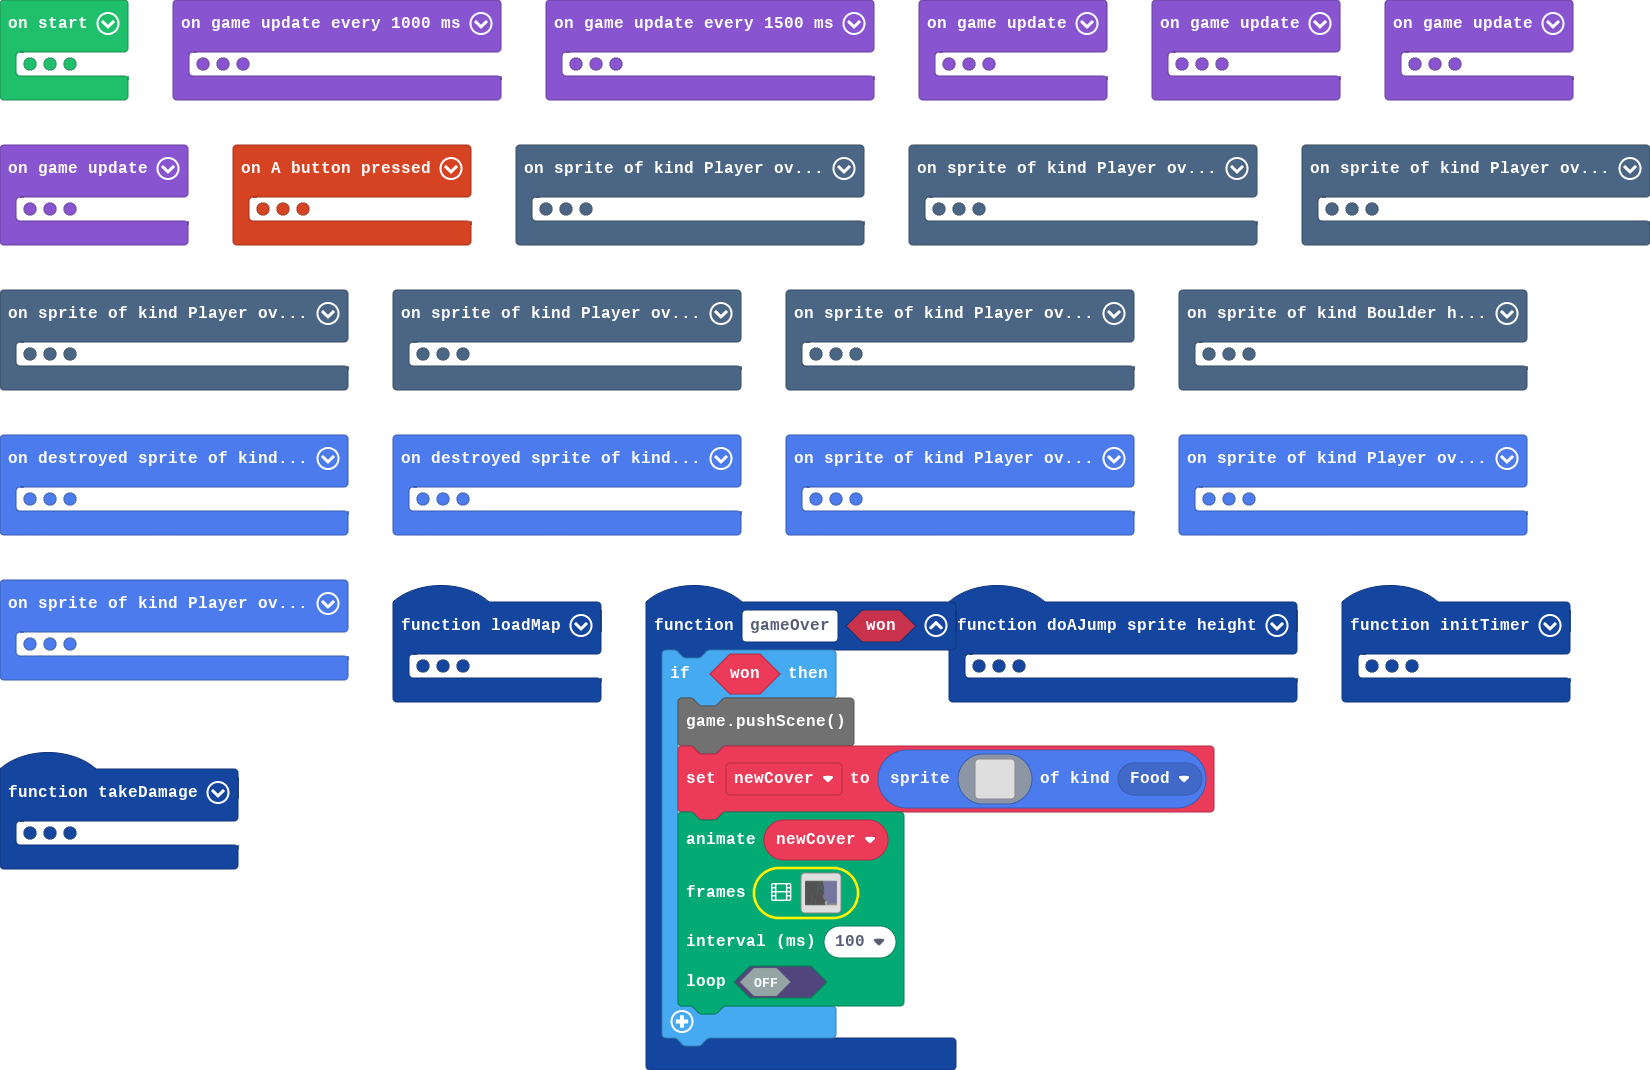 on start
on game update every 1000 ms
on game update every 1500 ms
on game update
on game update
on game update
on game update
on A button pressed
on sprite of kind Player ov...
on sprite of kind Player ov...
on sprite of kind Player ov...
on sprite of kind Player ov...
on sprite of kind Player ov...
on sprite of kind Player ov...
on sprite of kind Boulder h...
on destroyed sprite of kind...
on destroyed sprite of kind...
on sprite of kind Player ov...
on sprite of kind Player ov...
on sprite of kind Player ov...
function loadMap
function gameOver won
function doAJump sprite height
function initTimer
if won then
game.pushScene()
set newCover to sprite of kind Food
function takeDamage
animate newCover
frames
interval (ms) 100
loop OFF